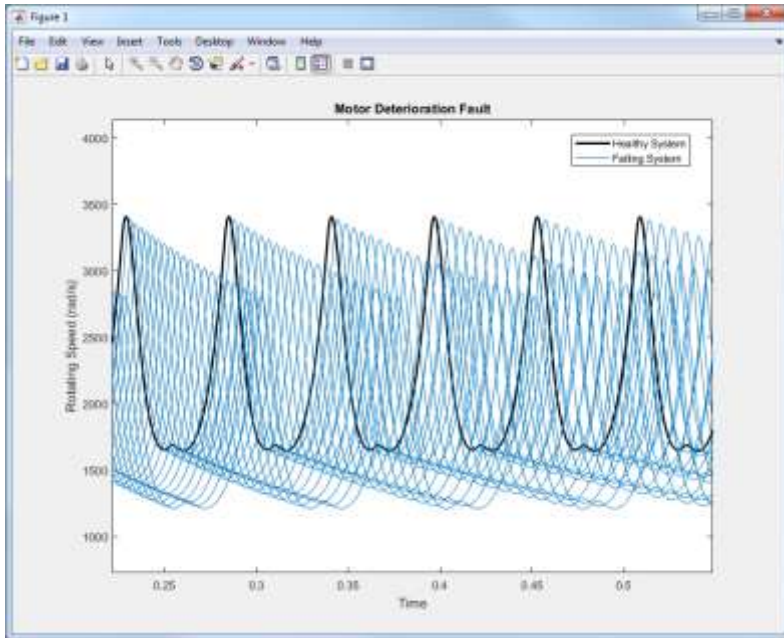 Figure 1
File Edit View Insert Tools Desktop Window Help
Motor Deterioration Fault
Healthy System
Failing System
Rotating Speed (rad/s)
4000
3500
3000
2500
2000
1500
1000
0.25 0.3 0.35 0.4 0.45 0.5
Time